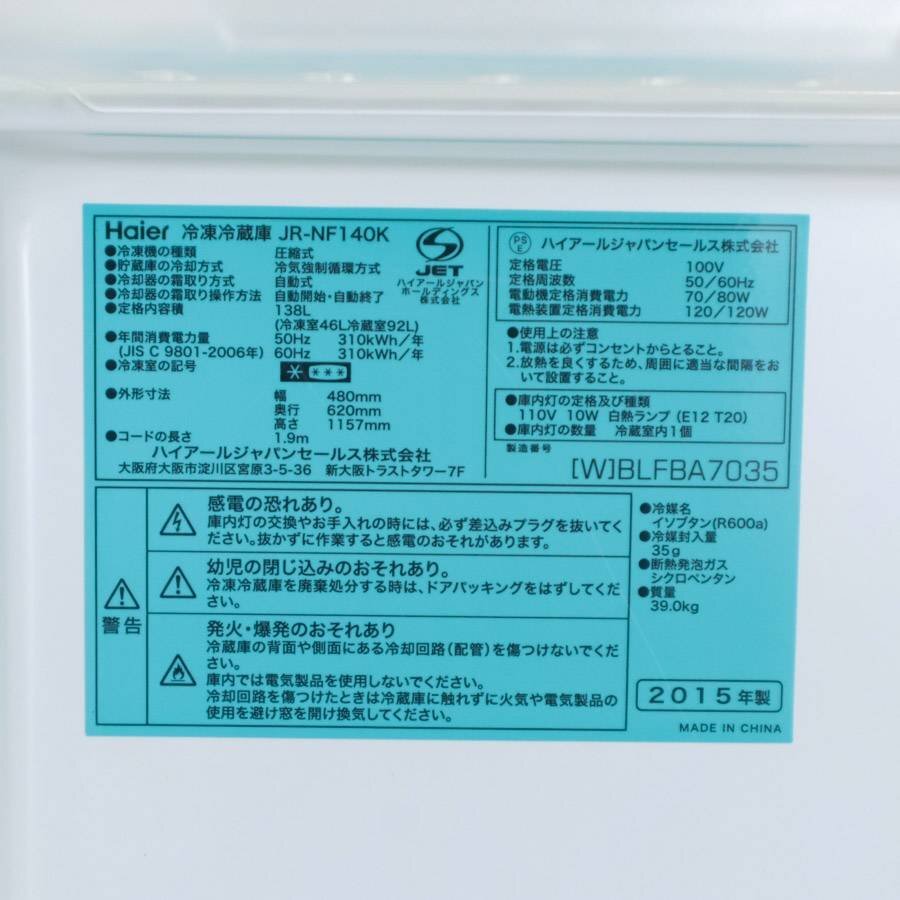 Haier 冷凍冷蔵庫 JR-NF140K
●冷凍機の種類 圧縮式
●貯蔵庫の冷却方式 冷気強制循環方式
●冷却器の霜取り方式 自動式
●冷却器の霜取り操作方法 自動開始・自動終了
●定格内容積 138L
(冷凍室46L冷蔵室92L)
●年間消費電力量 50Hz 310kWh/年
(JIS C 9801-2006年) 60Hz 310kWh/年
●冷凍室の記号
●外形寸法 幅 480mm
奥行 620mm
高さ 1157mm
●コードの長さ 1.9m
ハイアールジャパンセールス株式会社
大阪府大阪市淀川区宮原3-5-36 新大阪トラストタワー7F
S
JET
ハイアールジャパン
ホールディングス
株式会社
PS
E ハイアールジャパンセールス株式会社
定格電圧 100V
定格周波数 50/60Hz
電動機定格消費電力 70/80W
電熱装置定格消費電力 120/120W
●使用上の注意
1.電源は必ずコンセントからとること。
2.放熱を良くするため、周囲に適当な間隔をお
いて設置すること。
●庫内灯の定格及び種類
110V 10W 白熱ランプ (E12 T20)
●庫内灯の数量 冷蔵室内1個
製造番号
[W]BLFBA7035
警告
感電の恐れあり。
庫内灯の交換やお手入れの時には、必ず差込みプラグを抜いてく
ださい。抜かずに作業すると感電のおそれがあります。
幼児の閉じ込みのおそれあり。
冷凍冷蔵庫を廃棄処分する時は、ドアパッキングをはずしてくだ
さい。
発火・爆発のおそれあり
冷蔵庫の背面や側面にある冷却回路(配管)を傷つけないでくだ
さい。
庫内では電気製品を使用しないでください。
冷却回路を傷つけたときは冷蔵庫に触れずに火気や電気製品の
使用を避け窓を開け換気してください。
●冷媒名
イソブタン(R600a)
●冷媒封入量
35g
●断熱発泡ガス
シクロペンタン
●質量
39.0kg
2015年製
MADE IN CHINA